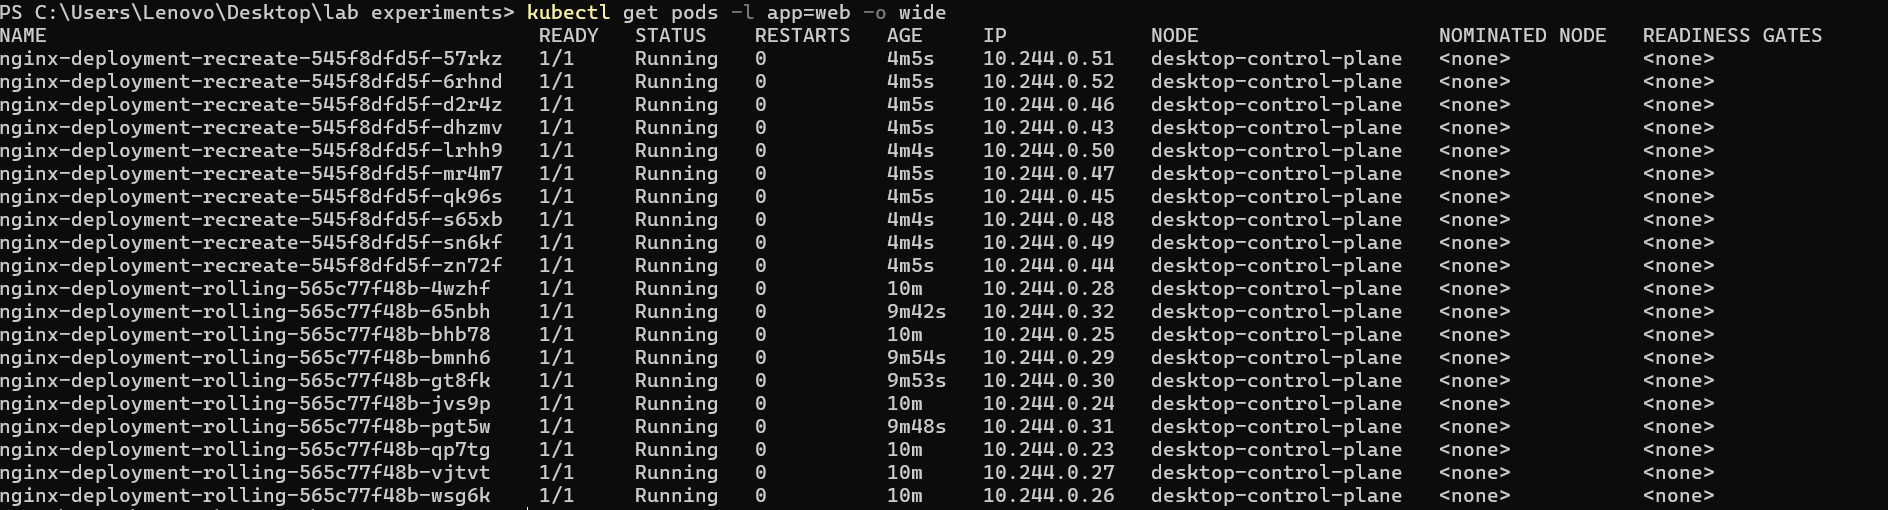 PS C:\Users\Lenovo\Desktop\lab experiments> kubectl get pods -l app=web -o wide
NAME READY STATUS RESTARTS AGE IP NODE NOMINATED NODE READINESS GATES
nginx-deployment-recreate-545f8dfd5f-57rkz 1/1 Running 0 4m5s 10.244.0.51 desktop-control-plane <none> <none>
nginx-deployment-recreate-545f8dfd5f-6rhnd 1/1 Running 0 4m5s 10.244.0.52 desktop-control-plane <none> <none>
nginx-deployment-recreate-545f8dfd5f-d2r4z 1/1 Running 0 4m5s 10.244.0.46 desktop-control-plane <none> <none>
nginx-deployment-recreate-545f8dfd5f-dhzmv 1/1 Running 0 4m5s 10.244.0.43 desktop-control-plane <none> <none>
nginx-deployment-recreate-545f8dfd5f-lrhh9 1/1 Running 0 4m4s 10.244.0.50 desktop-control-plane <none> <none>
nginx-deployment-recreate-545f8dfd5f-mr4m7 1/1 Running 0 4m5s 10.244.0.47 desktop-control-plane <none> <none>
nginx-deployment-recreate-545f8dfd5f-qk96s 1/1 Running 0 4m5s 10.244.0.45 desktop-control-plane <none> <none>
nginx-deployment-recreate-545f8dfd5f-s65xb 1/1 Running 0 4m4s 10.244.0.48 desktop-control-plane <none> <none>
nginx-deployment-recreate-545f8dfd5f-sn6kf 1/1 Running 0 4m4s 10.244.0.49 desktop-control-plane <none> <none>
nginx-deployment-recreate-545f8dfd5f-zn72f 1/1 Running 0 4m5s 10.244.0.44 desktop-control-plane <none> <none>
nginx-deployment-rolling-565c77f48b-4wzhf 1/1 Running 0 10m 10.244.0.28 desktop-control-plane <none> <none>
nginx-deployment-rolling-565c77f48b-65nbh 1/1 Running 0 9m42s 10.244.0.32 desktop-control-plane <none> <none>
nginx-deployment-rolling-565c77f48b-bhb78 1/1 Running 0 10m 10.244.0.25 desktop-control-plane <none> <none>
nginx-deployment-rolling-565c77f48b-bmnh6 1/1 Running 0 9m54s 10.244.0.29 desktop-control-plane <none> <none>
nginx-deployment-rolling-565c77f48b-gt8fk 1/1 Running 0 9m53s 10.244.0.30 desktop-control-plane <none> <none>
nginx-deployment-rolling-565c77f48b-jvs9p 1/1 Running 0 10m 10.244.0.24 desktop-control-plane <none> <none>
nginx-deployment-rolling-565c77f48b-pgt5w 1/1 Running 0 9m48s 10.244.0.31 desktop-control-plane <none> <none>
nginx-deployment-rolling-565c77f48b-qp7tg 1/1 Running 0 10m 10.244.0.23 desktop-control-plane <none> <none>
nginx-deployment-rolling-565c77f48b-vjtvt 1/1 Running 0 10m 10.244.0.27 desktop-control-plane <none> <none>
nginx-deployment-rolling-565c77f48b-wsg6k 1/1 Running 0 10m 10.244.0.26 desktop-control-plane <none> <none>